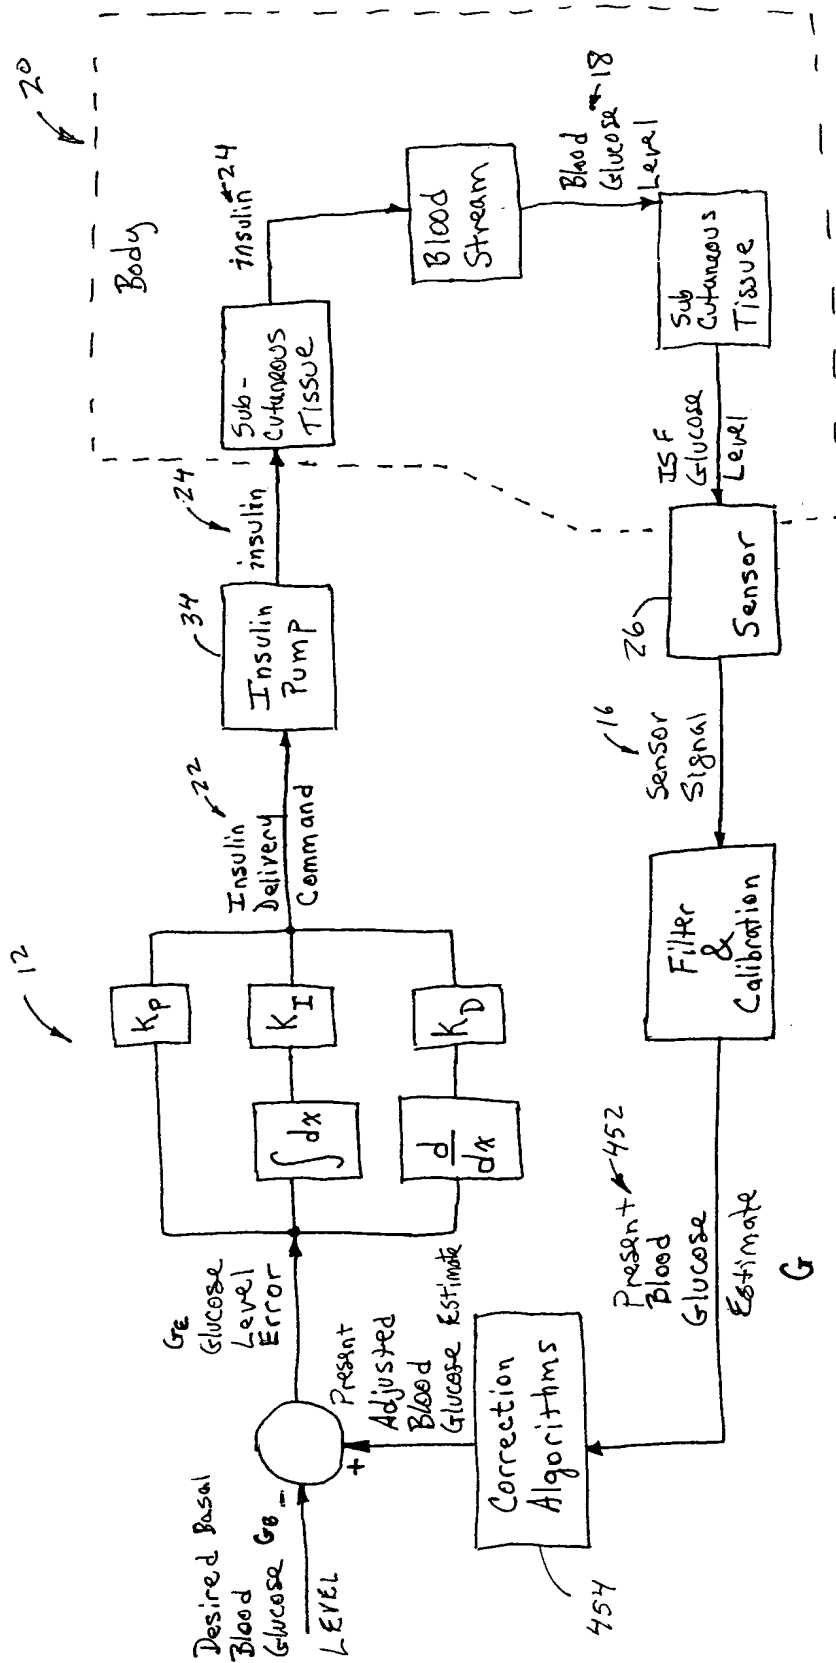 20
Body
insulin 24
Blood
Stream
Blood
Glucose 18
Level
Sub-
Cutaneous
Tissue
Sub
Cutaneous
Tissue
24
insulin
ISF
Glucose
Level
34
Insulin
Pump
26
Sensor
22
Insulin
Delivery
Command
16
Sensor
Signal
12
KP
KI
KD
∫dx
d
dx
Filter
&
Calibration
GE
Glucose
Level
Error
Present 452
Blood
Glucose
Estimate
G
Present
Adjusted
Blood
Glucose Estimate
+
-
Correction
Algorithms
454
Desired Basal
Blood
Glucose GB
LEVEL